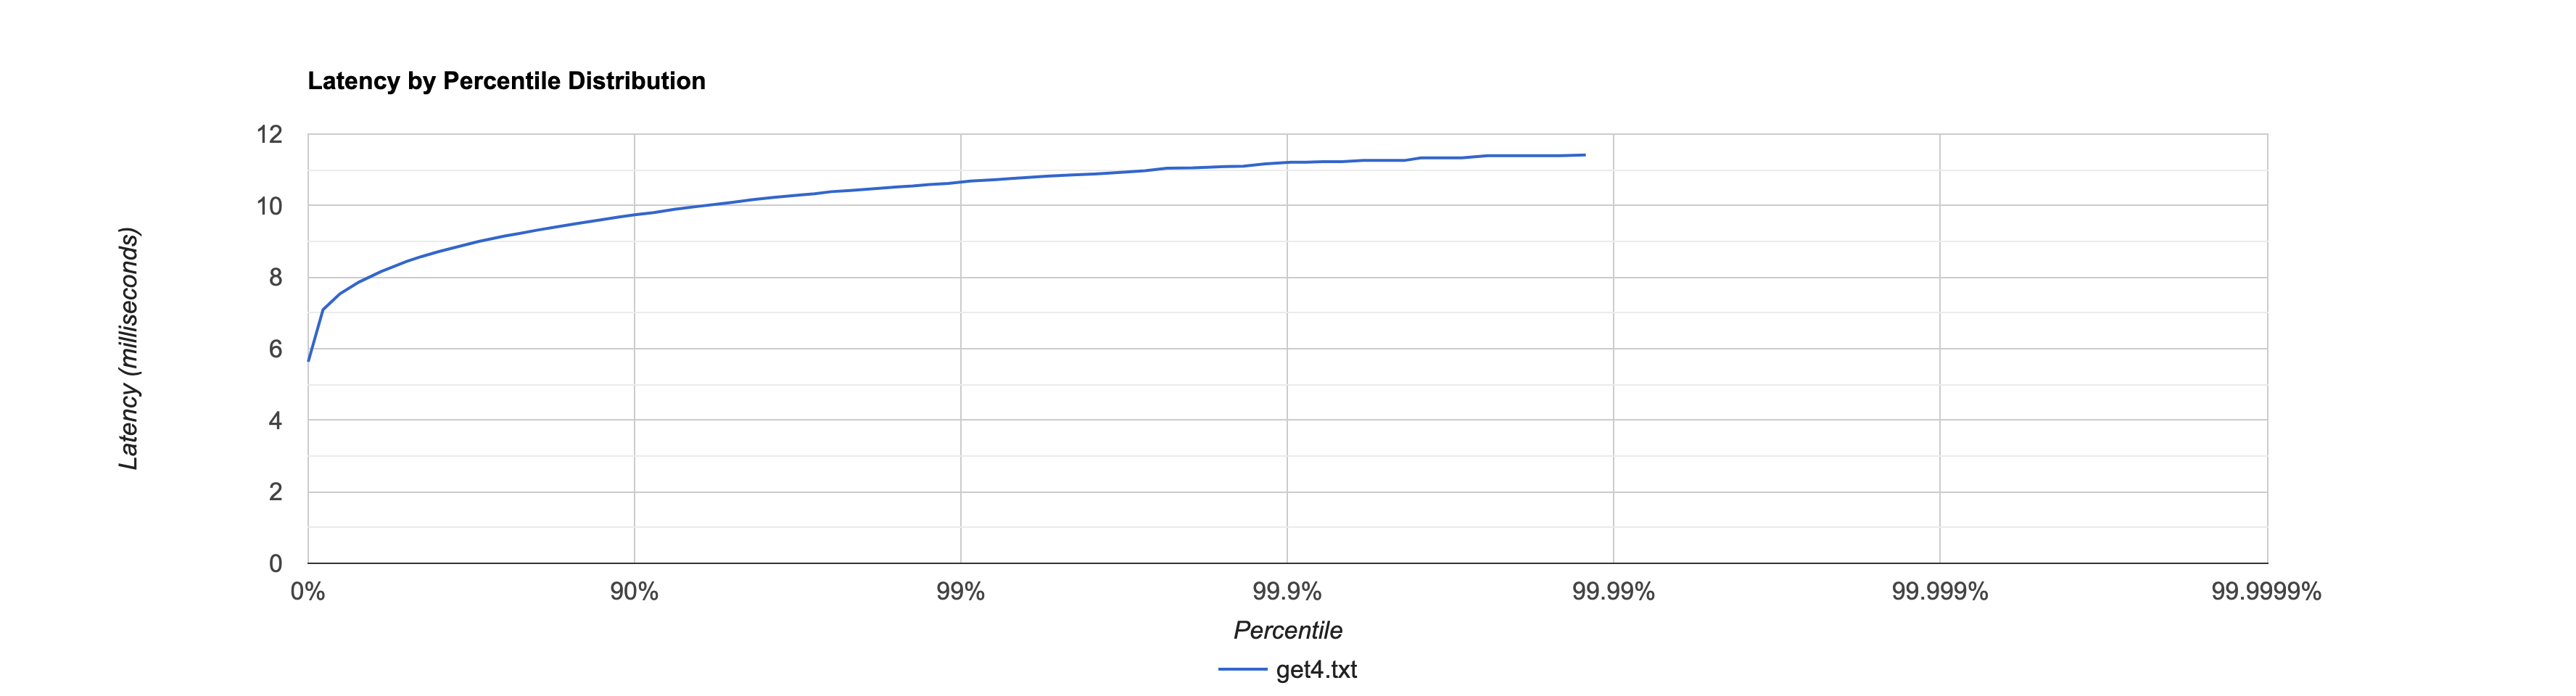 Latency by Percentile Distribution
12
10
8
6
4
2
0
Latency (milliseconds)
0% 90% 99% 99.9% 99.99% 99.999% 99.9999%
Percentile
get4.txt